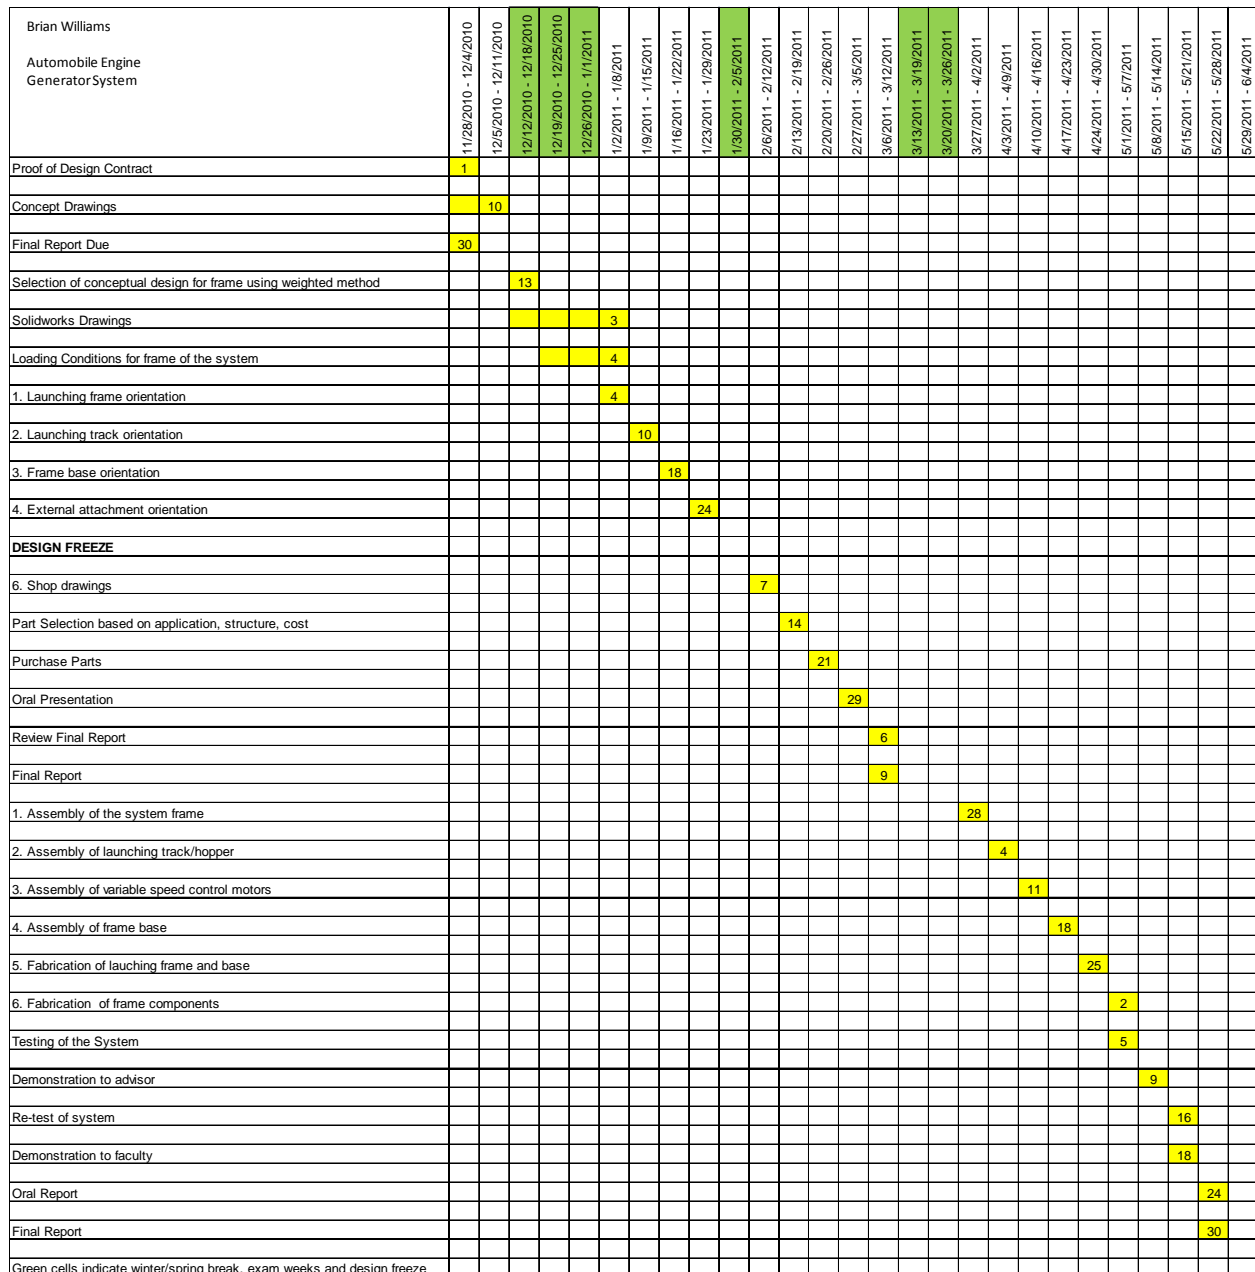 Brian Williams
Automobile Engine
Generator System
11/28/2010 - 12/4/2010
12/5/2010 - 12/11/2010
12/12/2010 - 12/18/2010
12/19/2010 - 12/25/2010
12/26/2010 - 1/1/2011
1/2/2011 - 1/8/2011
1/9/2011 - 1/15/2011
1/16/2011 - 1/22/2011
1/23/2011 - 1/29/2011
1/30/2011 - 2/5/2011
2/6/2011 - 2/12/2011
2/13/2011 - 2/19/2011
2/20/2011 - 2/26/2011
2/27/2011 - 3/5/2011
3/6/2011 - 3/12/2011
3/13/2011 - 3/19/2011
3/20/2011 - 3/26/2011
3/27/2011 - 4/2/2011
4/3/2011 - 4/9/2011
4/10/2011 - 4/16/2011
4/17/2011 - 4/23/2011
4/24/2011 - 4/30/2011
5/1/2011 - 5/7/2011
5/8/2011 - 5/14/2011
5/15/2011 - 5/21/2011
5/22/2011 - 5/28/2011
5/29/2011 - 6/4/2011
Proof of Design Contract 1
Concept Drawings 10
Final Report Due 30
Selection of conceptual design for frame using weighted method 13
Solidworks Drawings 3
Loading Conditions for frame of the system 4
1. Launching frame orientation 4
2. Launching track orientation 10
3. Frame base orientation 18
4. External attachment orientation 24
DESIGN FREEZE
6. Shop drawings 7
Part Selection based on application, structure, cost 14
Purchase Parts 21
Oral Presentation 29
Review Final Report 6
Final Report 9
1. Assembly of the system frame 28
2. Assembly of launching track/hopper 4
3. Assembly of variable speed control motors 11
4. Assembly of frame base 18
5. Fabrication of lauching frame and base 25
6. Fabrication of frame components 2
Testing of the System 5
Demonstration to advisor 9
Re-test of system 16
Demonstration to faculty 18
Oral Report 24
Final Report 30
Green cells indicate winter/spring break, exam weeks and design freeze